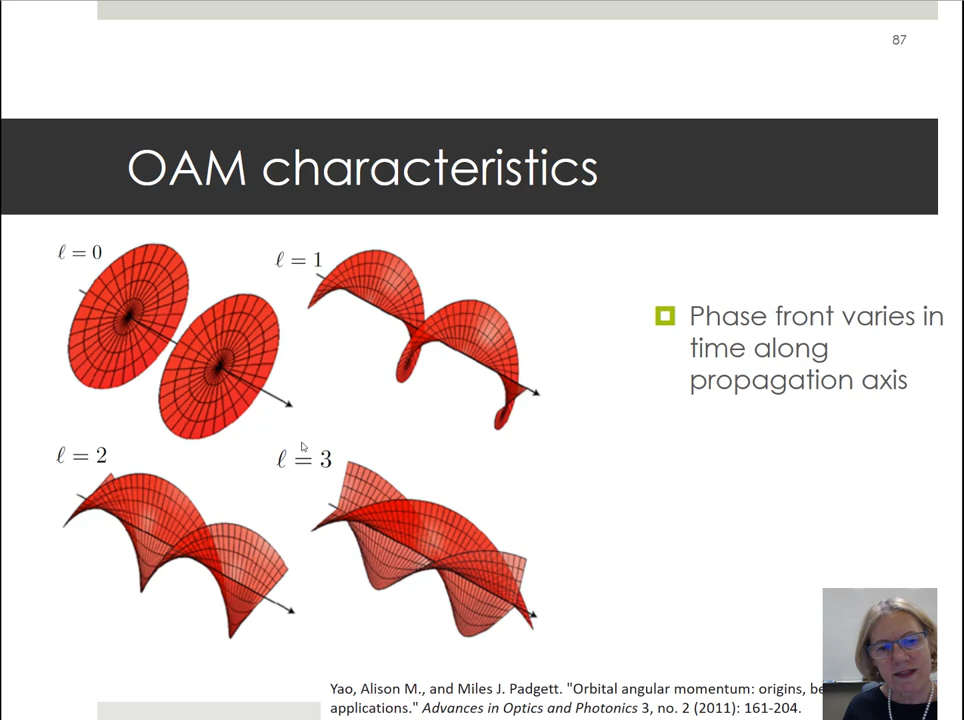 87
OAM characteristics
ℓ = 0
ℓ = 1
Phase front varies in
time along
propagation axis
ℓ = 2
ℓ = 3
Yao, Alison M., and Miles J. Padgett. "Orbital angular momentum: origins,
applications." Advances in Optics and Photonics 3, no. 2 (2011): 161-204.